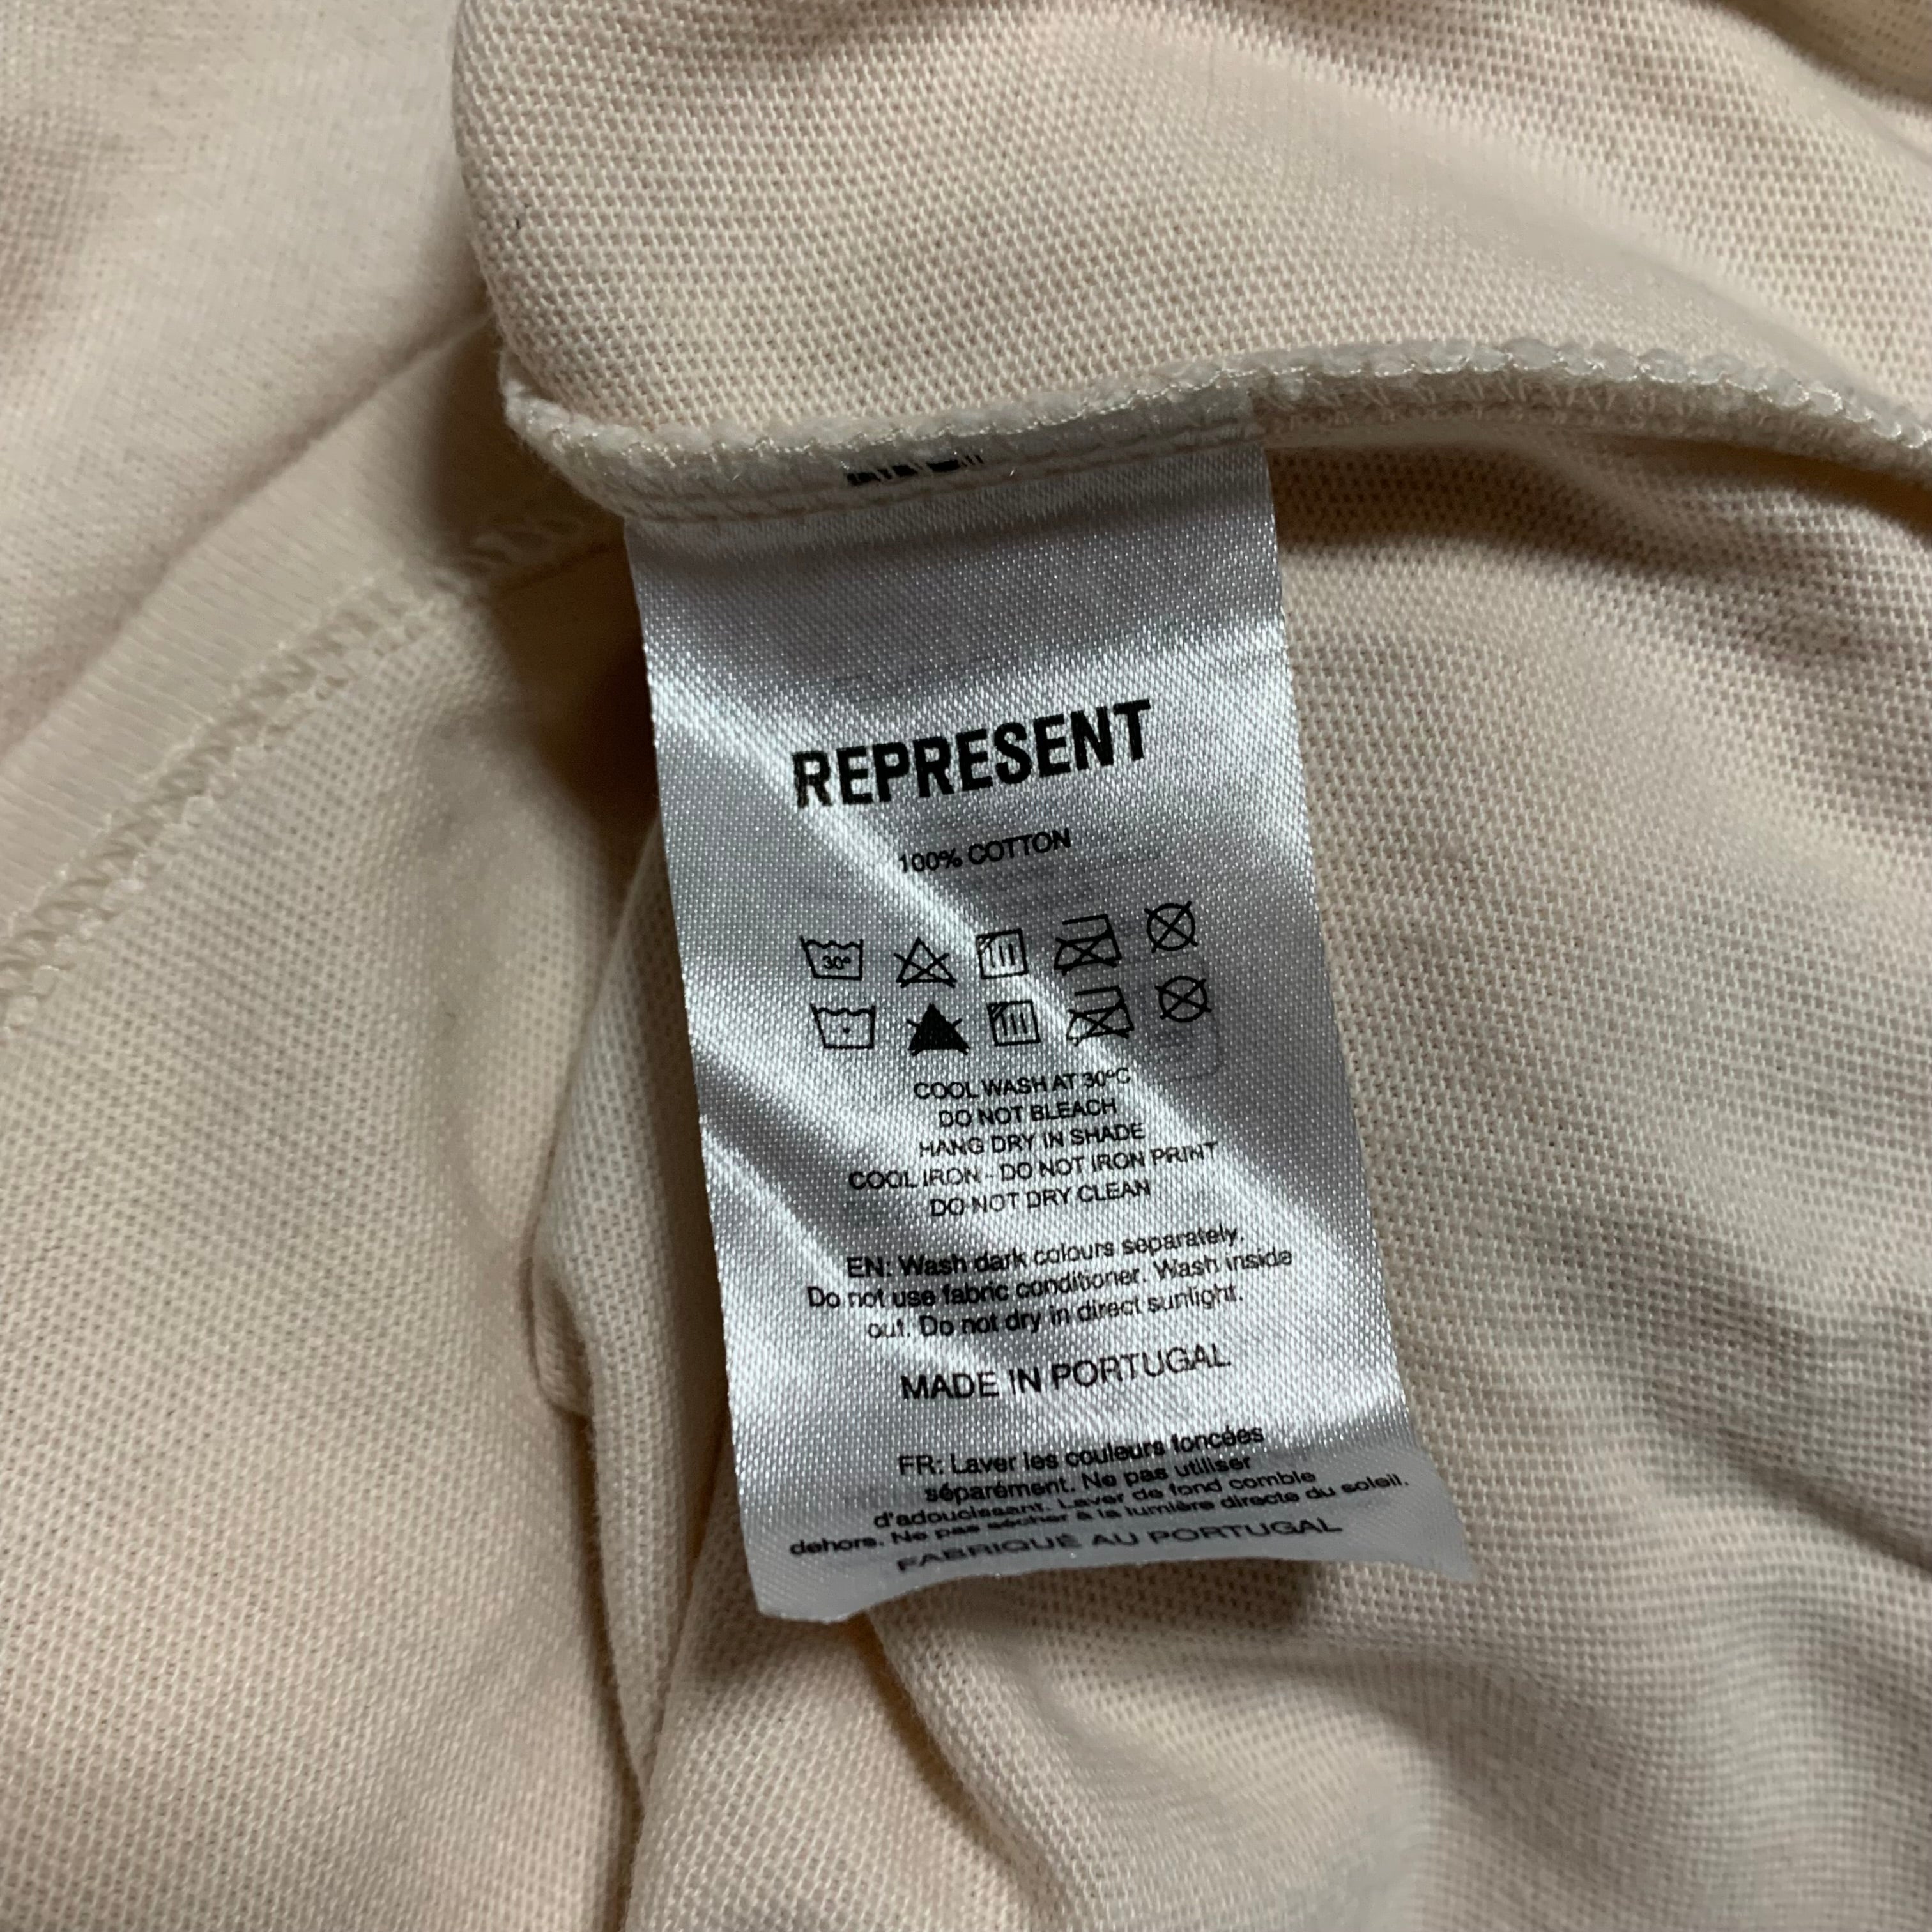 REPRESENT
100% COTTON
30°
COOL WASH AT 30°C
DO NOT BLEACH
HANG DRY IN SHADE
COOL IRON - DO NOT IRON PRINT
DO NOT DRY CLEAN
EN: Wash dark colours separately.
Do not use fabric conditioner. Wash inside
out. Do not dry in direct sunlight.
MADE IN PORTUGAL
FR: Laver les couleurs foncées
séparément. Ne pas utiliser
d'adoucissant. Laver de fond comble
dehors. Ne pas sécher à la lumière directe du soleil.
FABRIQUÉ AU PORTUGAL